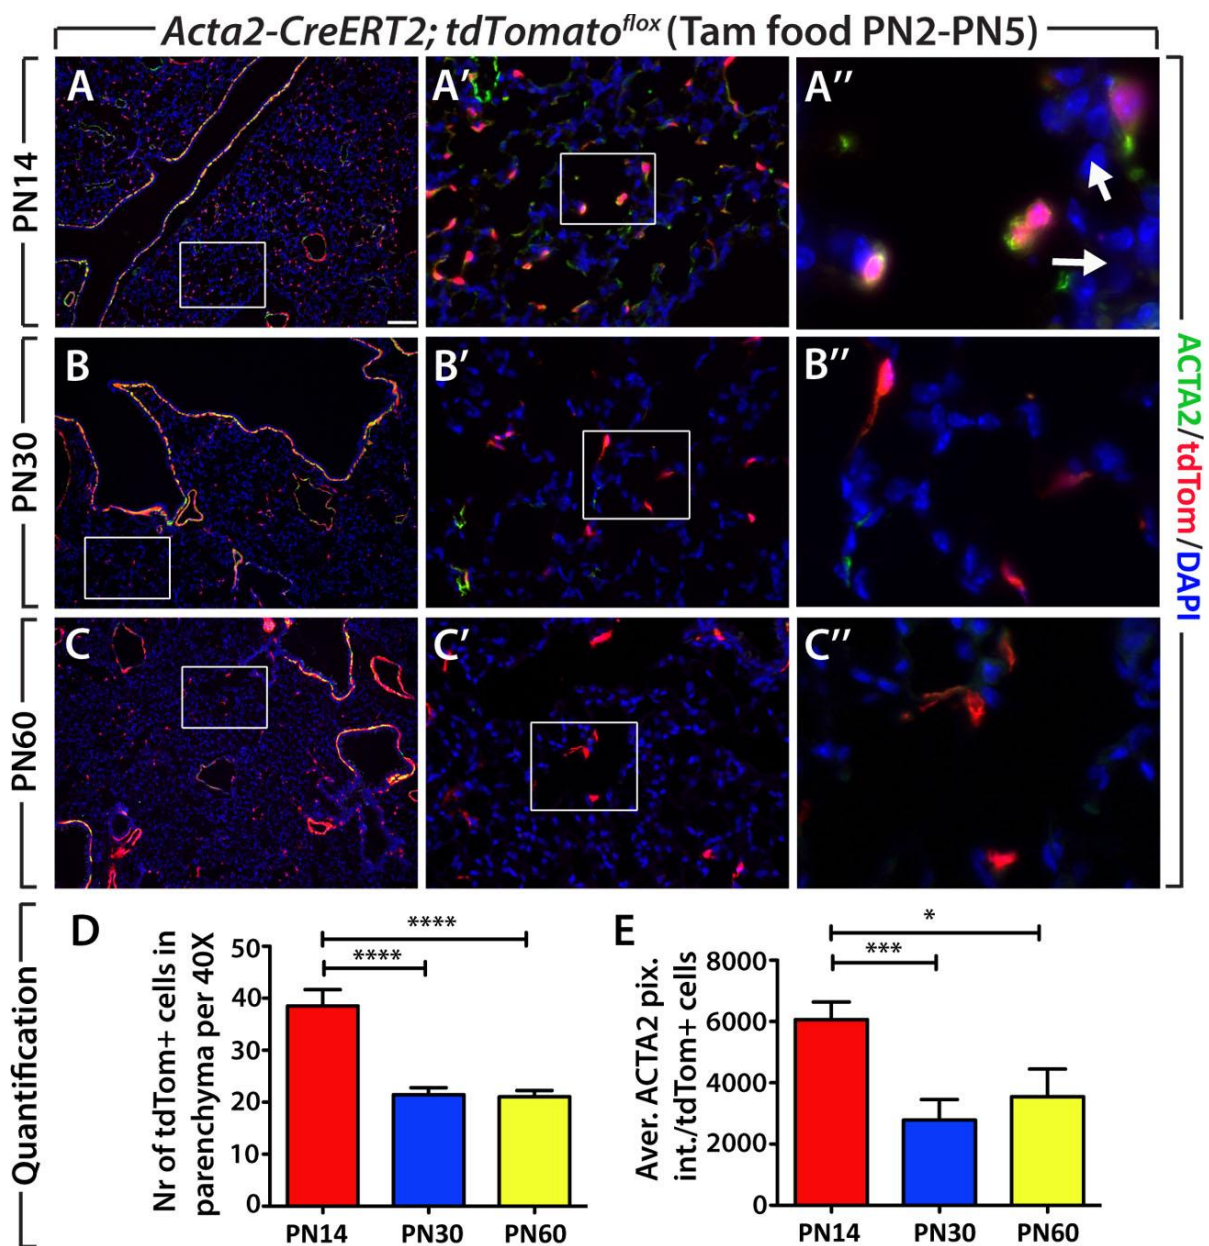 Acta2-CreERT2; tdTomatoflox (Tam food PN2-PN5)
PN14
A
A′
A′′
PN30
B
B′
B′′
PN60
C
C′
C′′
ACTA2/tdTom/DAPI
Quantification
D
Nr of tdTom+ cells in
parenchyma per 40X
50
40
30
20
10
0
****
****
PN14 PN30 PN60
E
Aver. ACTA2 pix.
int./tdTom+ cells
8000
6000
4000
2000
0
*
***
PN14 PN30 PN60